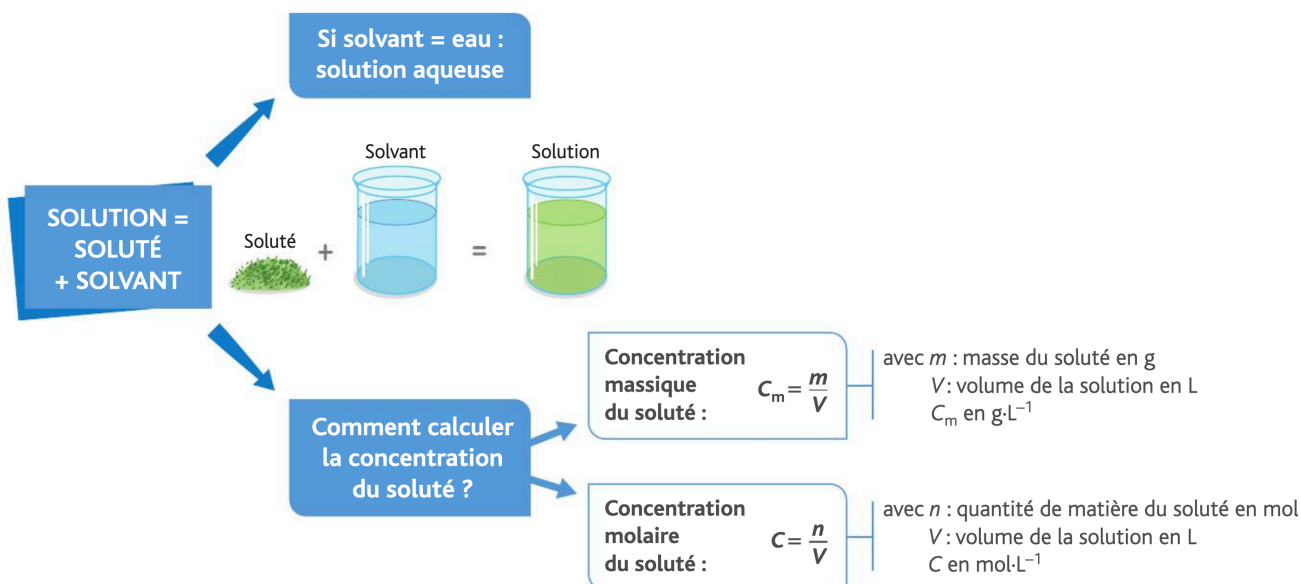 Si solvant = eau :
solution aqueuse
SOLUTION =
SOLUTÉ
+ SOLVANT
Soluté
+
Solvant
=
Solution
Comment calculer
la concentration
du soluté ?
Concentration
massique
du soluté :
Cm = m/V
avec m : masse du soluté en g
V : volume de la solution en L
Cm en g·L⁻¹
Concentration
molaire
du soluté :
C = n/V
avec n : quantité de matière du soluté en mol
V : volume de la solution en L
C en mol·L⁻¹